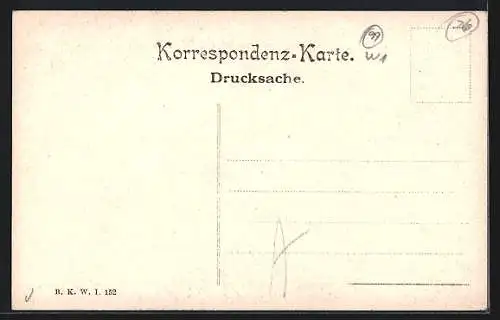 Korrespondenz-Karte.
Drucksache.
B. K. W. I. 152